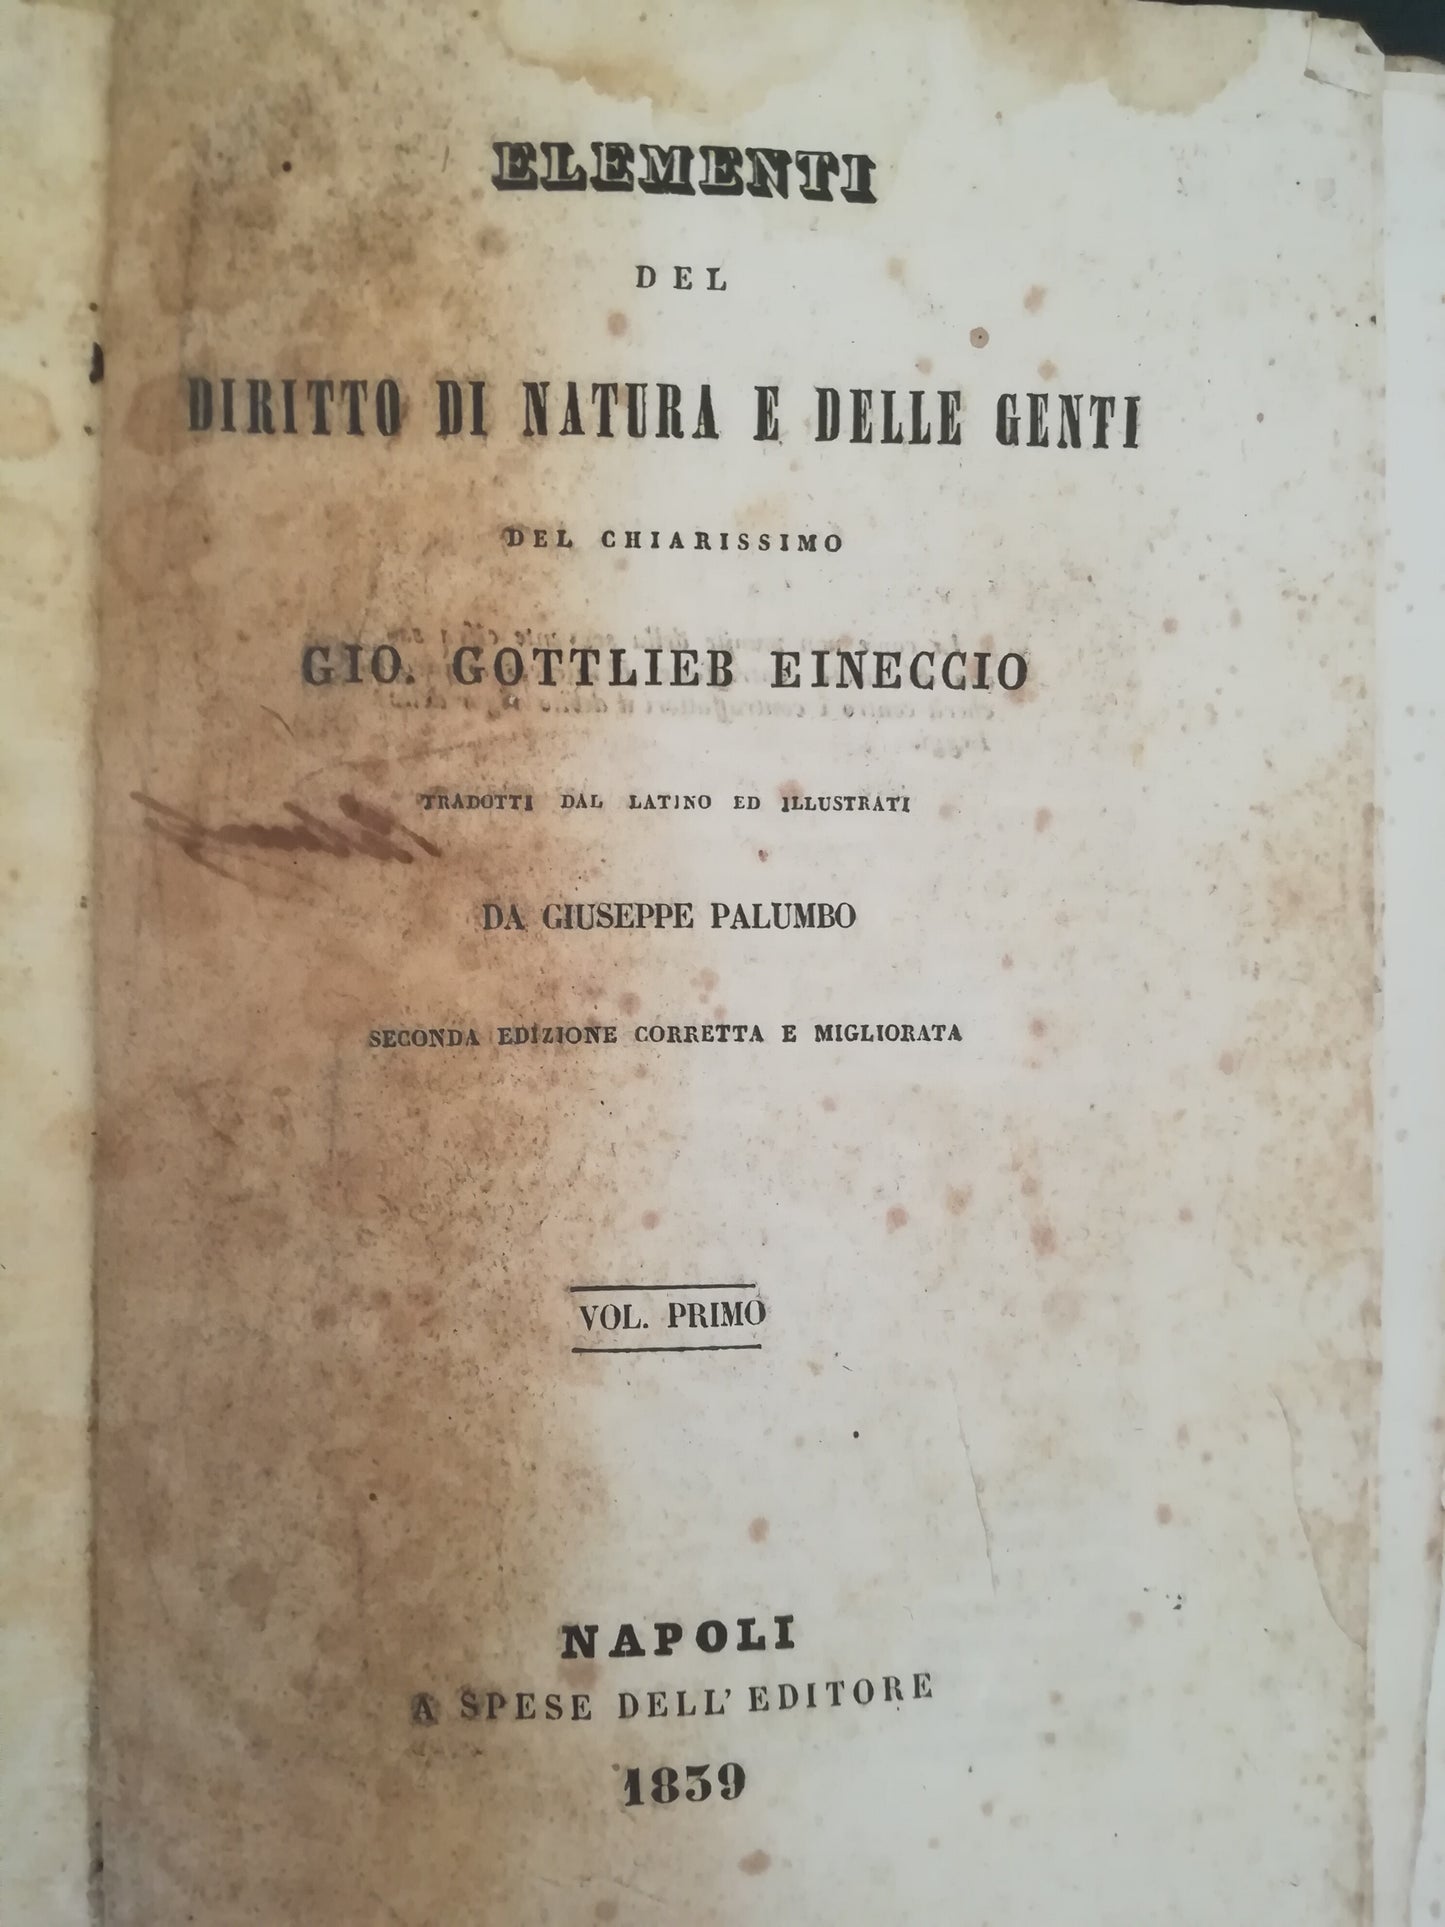 ELEMENTI
DEL
DIRITTO DI NATURA E DELLE GENTI
DEL CHIARISSIMO
GIO. GOTTLIEB EINECCIO
TRADOTTI DAL LATINO ED ILLUSTRATI
DA GIUSEPPE PALUMBO
SECONDA EDIZIONE CORRETTA E MIGLIORATA
VOL. PRIMO
NAPOLI
A SPESE DELL' EDITORE
1839